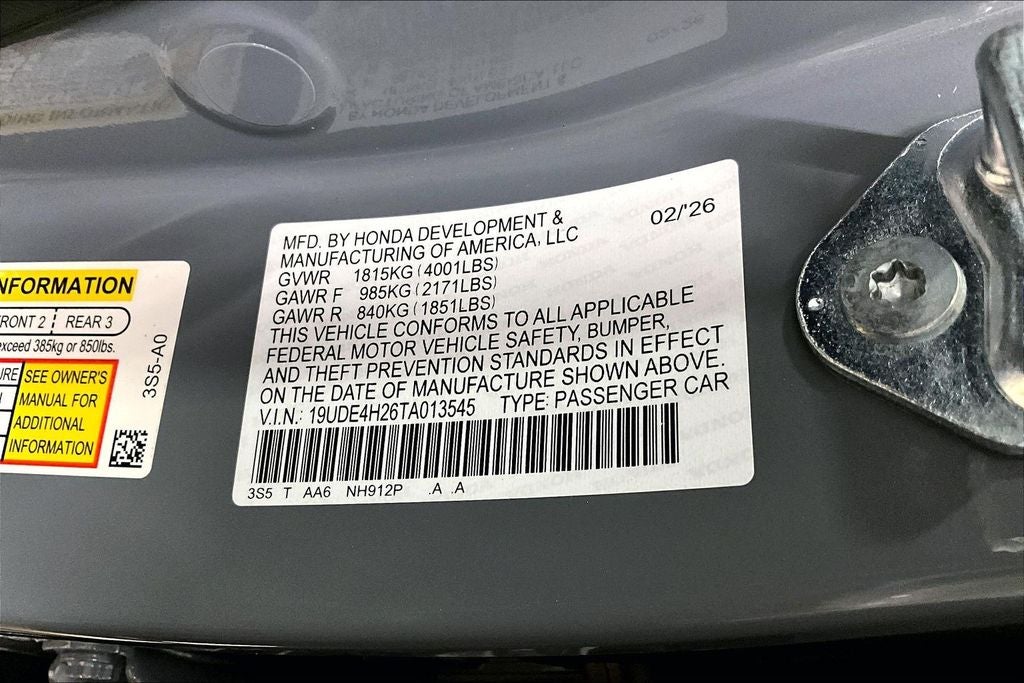 NFORMATION
FRONT 2 REAR 3
exceed 385kg or 850lbs.
SEE OWNER'S
MANUAL FOR
ADDITIONAL
INFORMATION
3S5-A0
MFD. BY HONDA DEVELOPMENT & 02/'26
MANUFACTURING OF AMERICA, LLC
GVWR 1815KG (4001LBS)
GAWR F 985KG (2171LBS)
GAWR R 840KG (1851LBS)
THIS VEHICLE CONFORMS TO ALL APPLICABLE
FEDERAL MOTOR VEHICLE SAFETY, BUMPER,
AND THEFT PREVENTION STANDARDS IN EFFECT
ON THE DATE OF MANUFACTURE SHOWN ABOVE.
V.I.N.: 19UDE4H26TA013545 TYPE: PASSENGER CAR
3S5 T AA6 NH912P .A .A